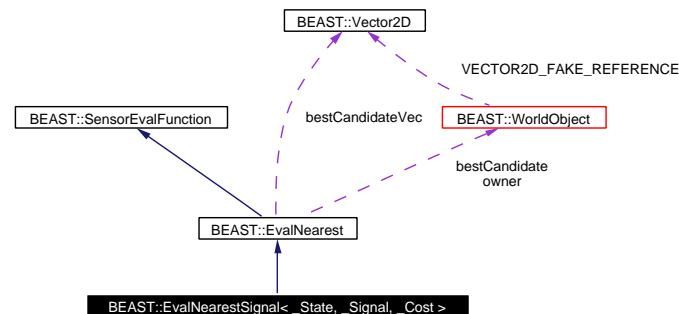 BEAST::Vector2D
VECTOR2D_FAKE_REFERENCE
BEAST::SensorEvalFunction
bestCandidateVec
BEAST::WorldObject
bestCandidate
owner
BEAST::EvalNearest
BEAST::EvalNearestSignal< _State, _Signal, _Cost >